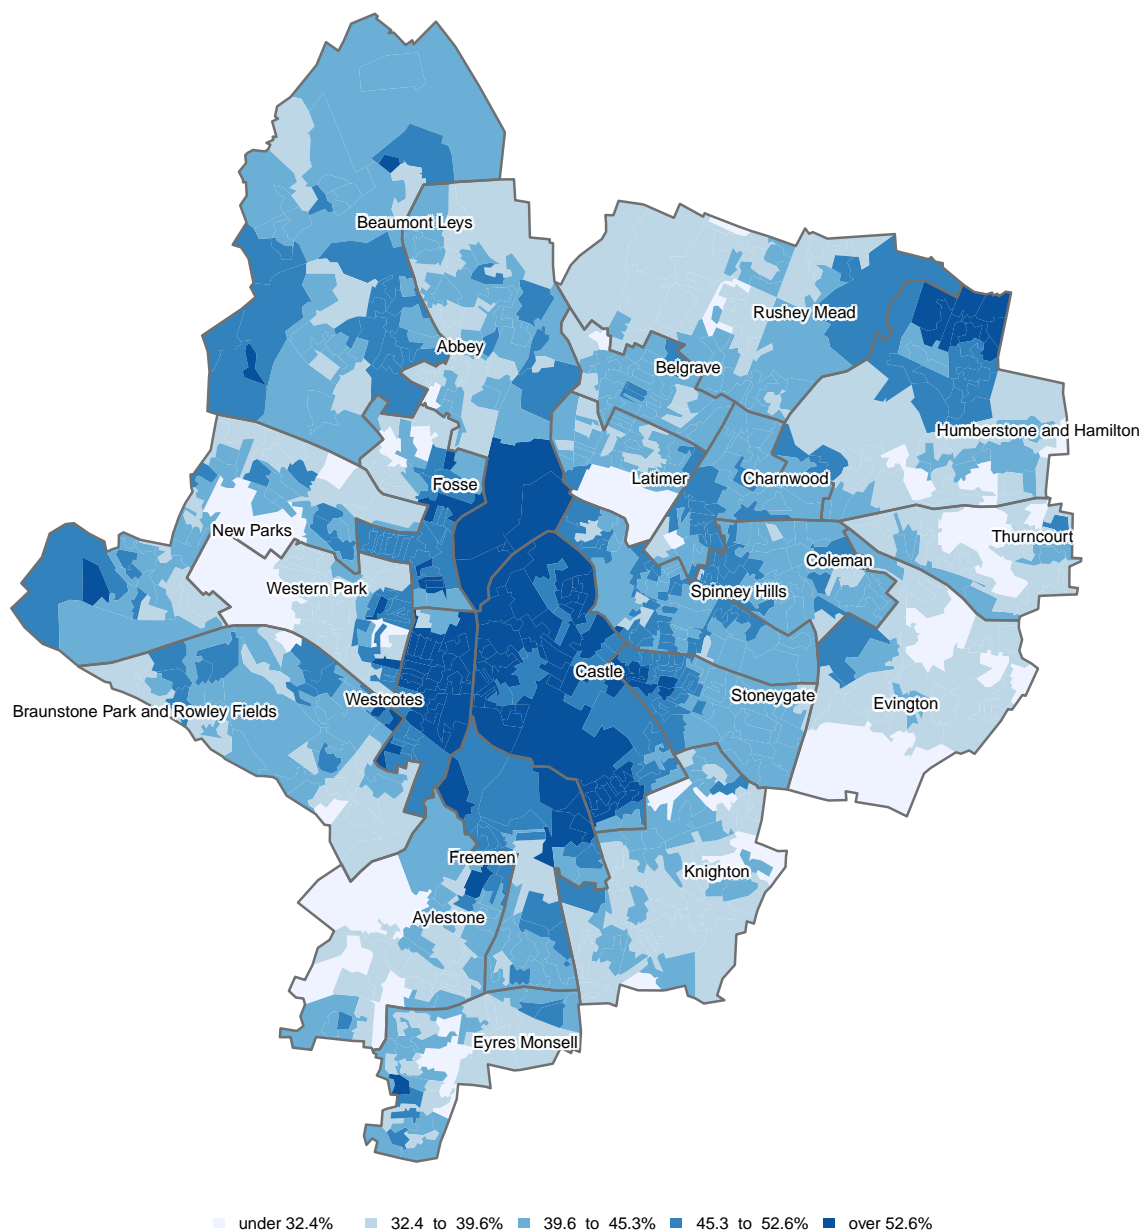 Beaumont Leys
Rushey Mead
Abbey
Belgrave
Humberstone and Hamilton
Latimer
Charnwood
Fosse
New Parks
Thurncourt
Coleman
Western Park
Spinney Hills
Castle
Stoneygate
Westcotes
Evington
Braunstone Park and Rowley Fields
Freemen
Knighton
Aylestone
Eyres Monsell
under 32.4% 32.4 to 39.6% 39.6 to 45.3% 45.3 to 52.6% over 52.6%